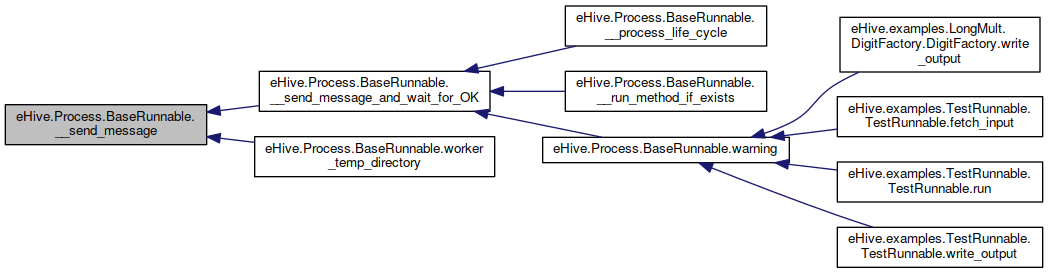 eHive.Process.BaseRunnable.
__send_message
eHive.Process.BaseRunnable.
__send_message_and_wait_for_OK
eHive.Process.BaseRunnable.worker
_temp_directory
eHive.Process.BaseRunnable.
__process_life_cycle
eHive.Process.BaseRunnable.
__run_method_if_exists
eHive.Process.BaseRunnable.warning
eHive.examples.LongMult.
DigitFactory.DigitFactory.write
_output
eHive.examples.TestRunnable.
TestRunnable.fetch_input
eHive.examples.TestRunnable.
TestRunnable.run
eHive.examples.TestRunnable.
TestRunnable.write_output